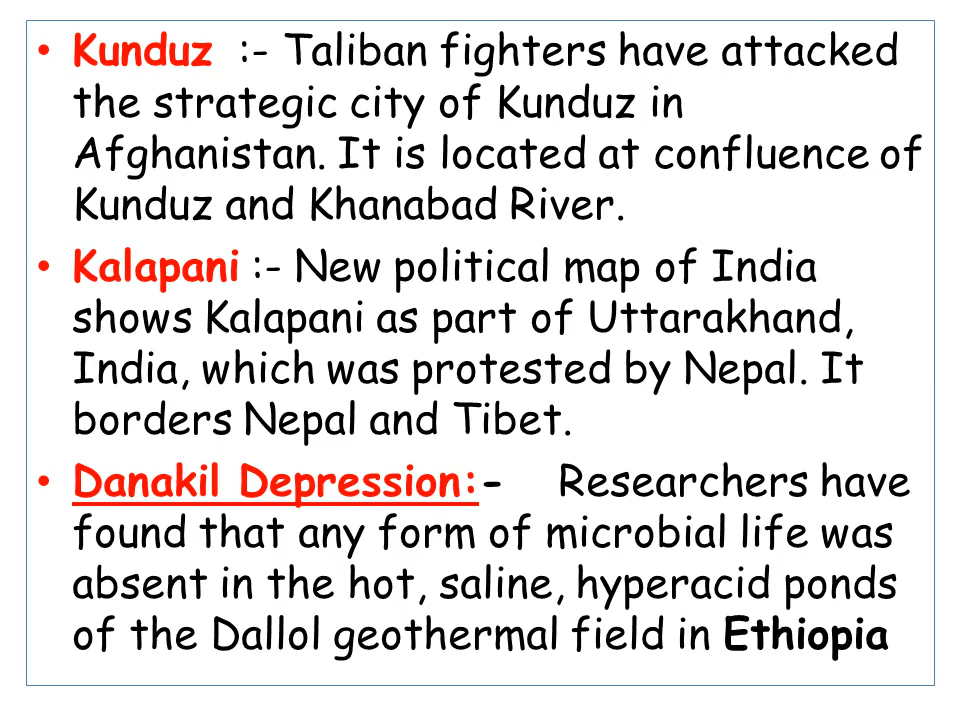 • Kunduz :- Taliban fighters have attacked
the strategic city of Kunduz in
Afghanistan. It is located at confluence of
Kunduz and Khanabad River.
• Kalapani :- New political map of India
shows Kalapani as part of Uttarakhand,
India, which was protested by Nepal. It
borders Nepal and Tibet.
• Danakil Depression:- Researchers have
found that any form of microbial life was
absent in the hot, saline, hyperacid ponds
of the Dallol geothermal field in Ethiopia